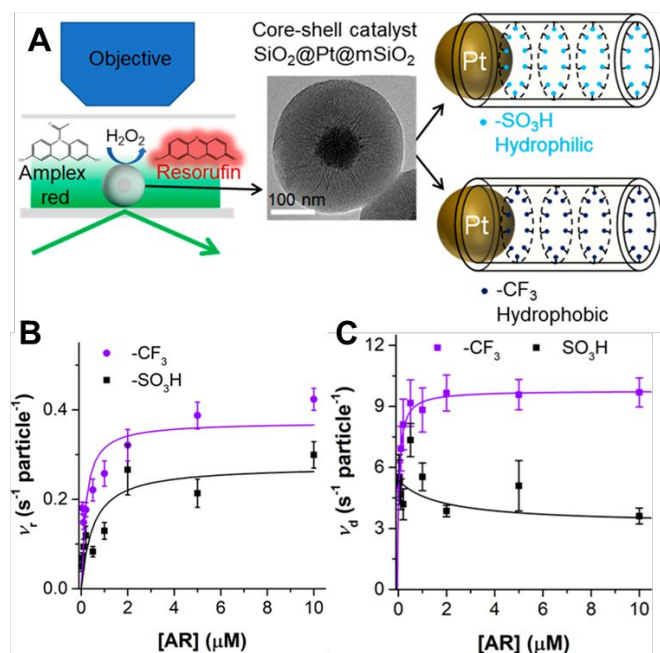 A
Objective
H₂O₂
Amplex
red
Resorufin
Core-shell catalyst
SiO₂@Pt@mSiO₂
100 nm
Pt
-SO₃H
Hydrophilic
Pt
-CF₃
Hydrophobic
B
-CF₃
-SO₃H
νr (s⁻¹ particle⁻¹)
0.4
0.2
0.0
0 2 4 6 8 10
[AR] (μM)
C
-CF₃ SO₃H
νd (s⁻¹ particle⁻¹)
12
9
6
3
0
0 2 4 6 8 10
[AR] (μM)